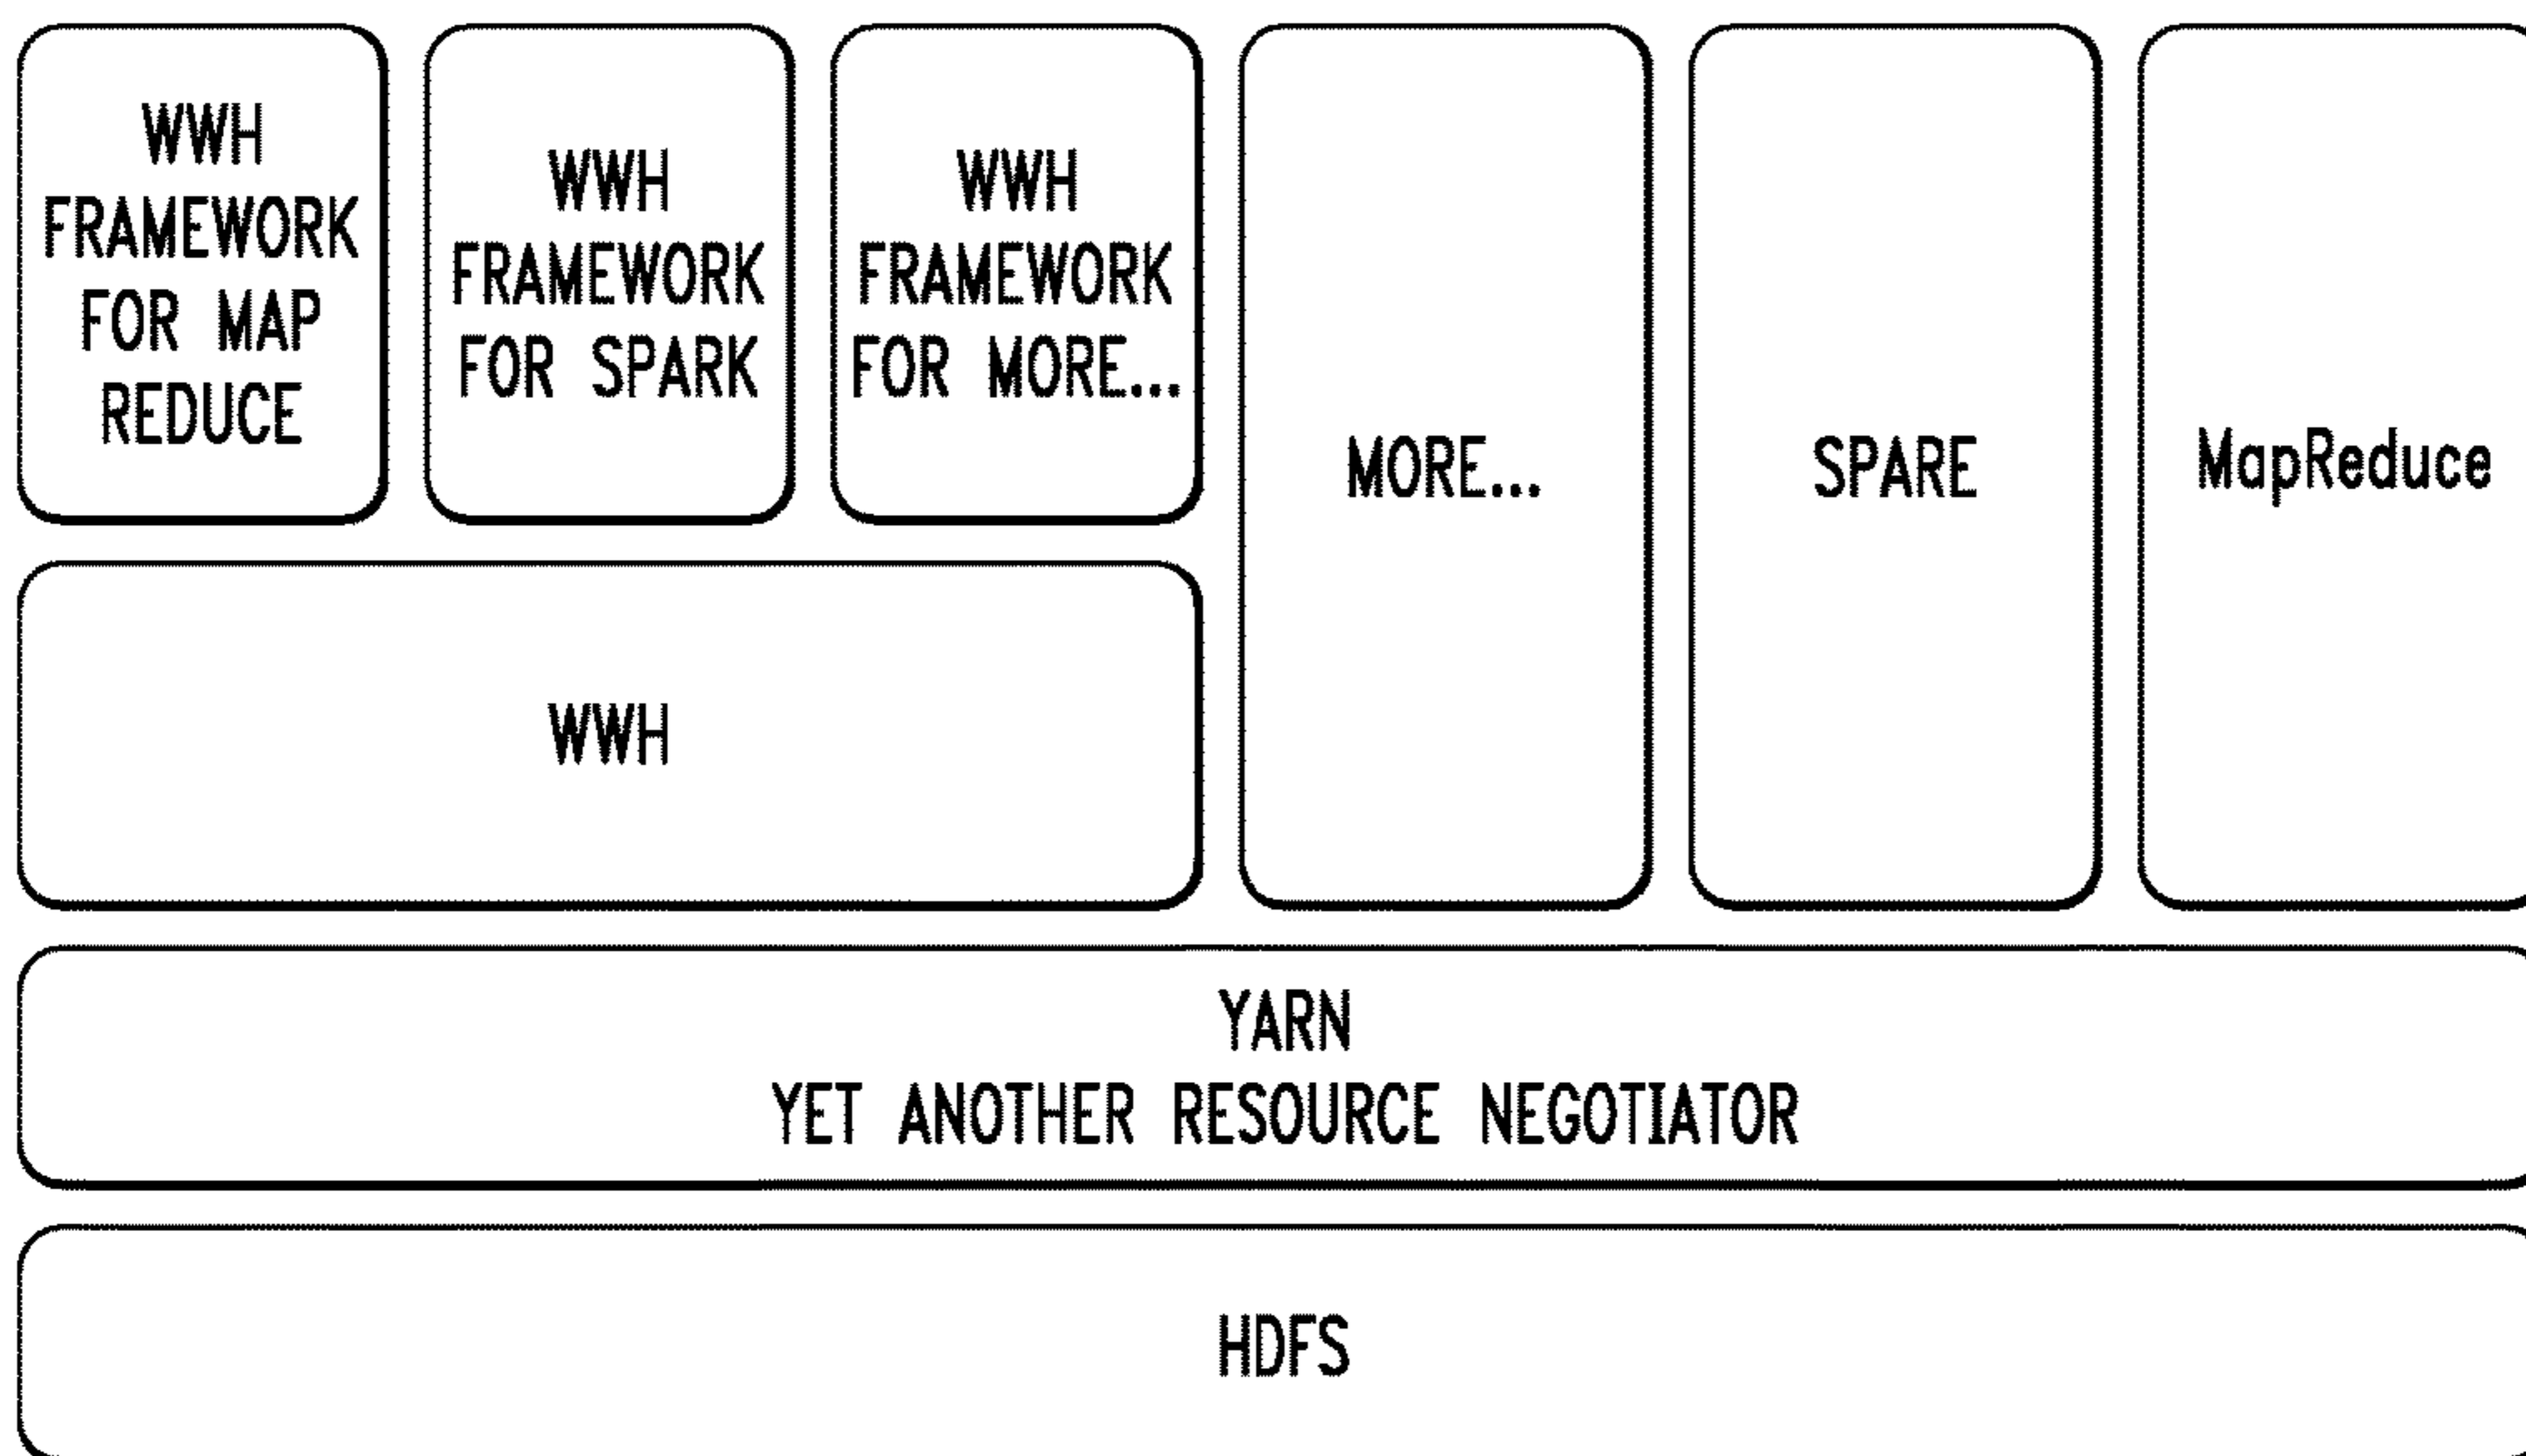 WWH
FRAMEWORK
FOR MAP
REDUCE
WWH
FRAMEWORK
FOR SPARK
WWH
FRAMEWORK
FOR MORE...
MORE...
SPARE
MapReduce
WWH
YARN
YET ANOTHER RESOURCE NEGOTIATOR
HDFS